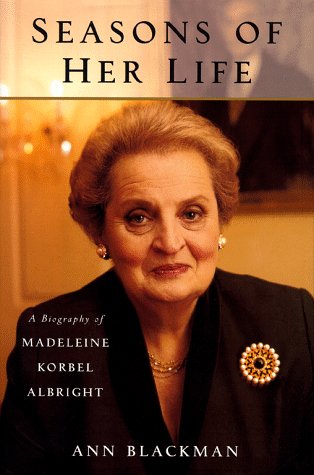 SEASONS OF
HER LIFE
A Biography of
MADELEINE
KORBEL
ALBRIGHT
ANN BLACKMAN